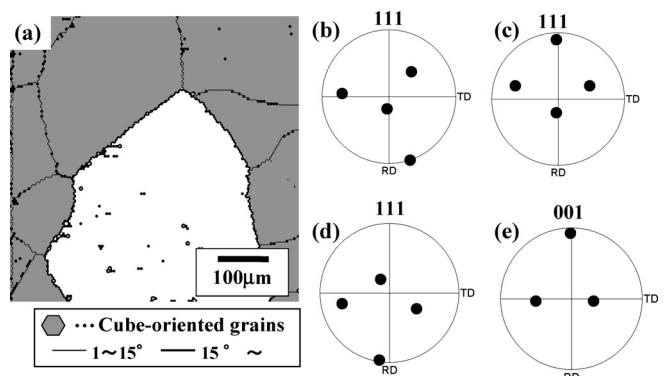 (a)
100μm
Cube-oriented grains
1~15° 15° ~
(b)
111
TD
RD
(c)
111
TD
RD
(d)
111
TD
RD
(e)
001
TD
RD